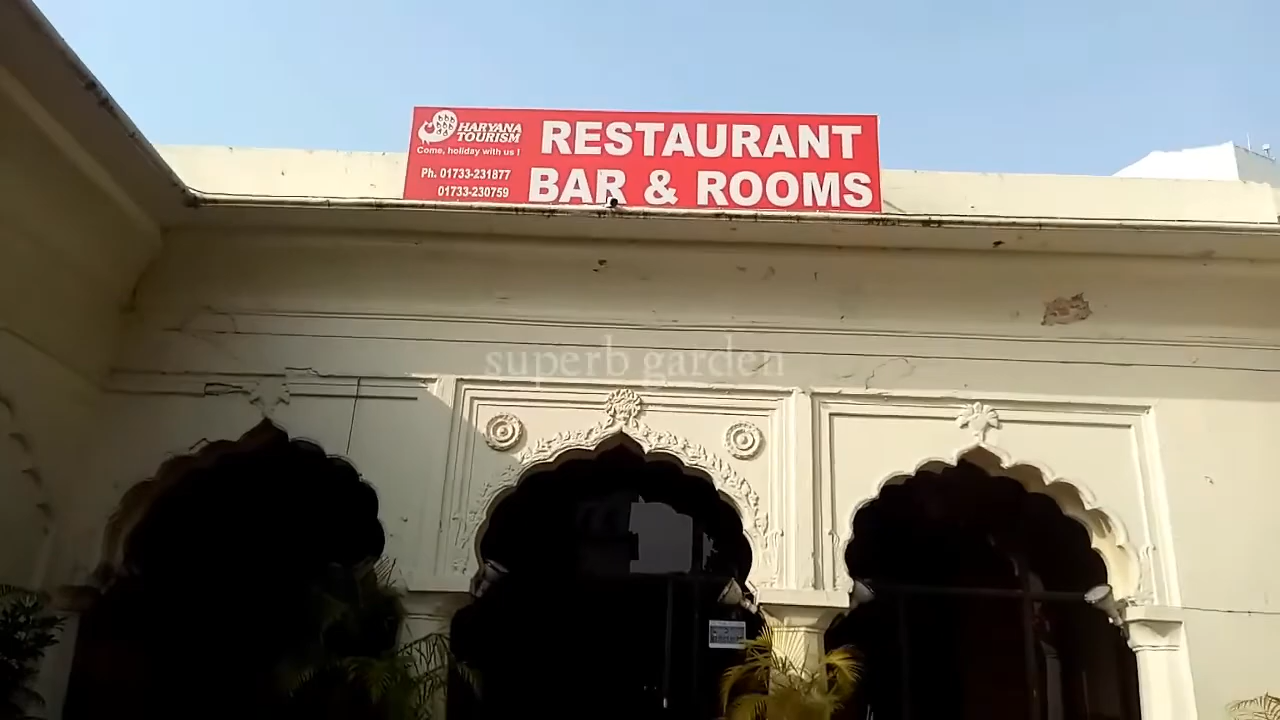 HARYANA
TOURISM
Come, holiday with us !
Ph. 01733-231877
01733-230759
RESTAURANT
BAR & ROOMS
superb garden